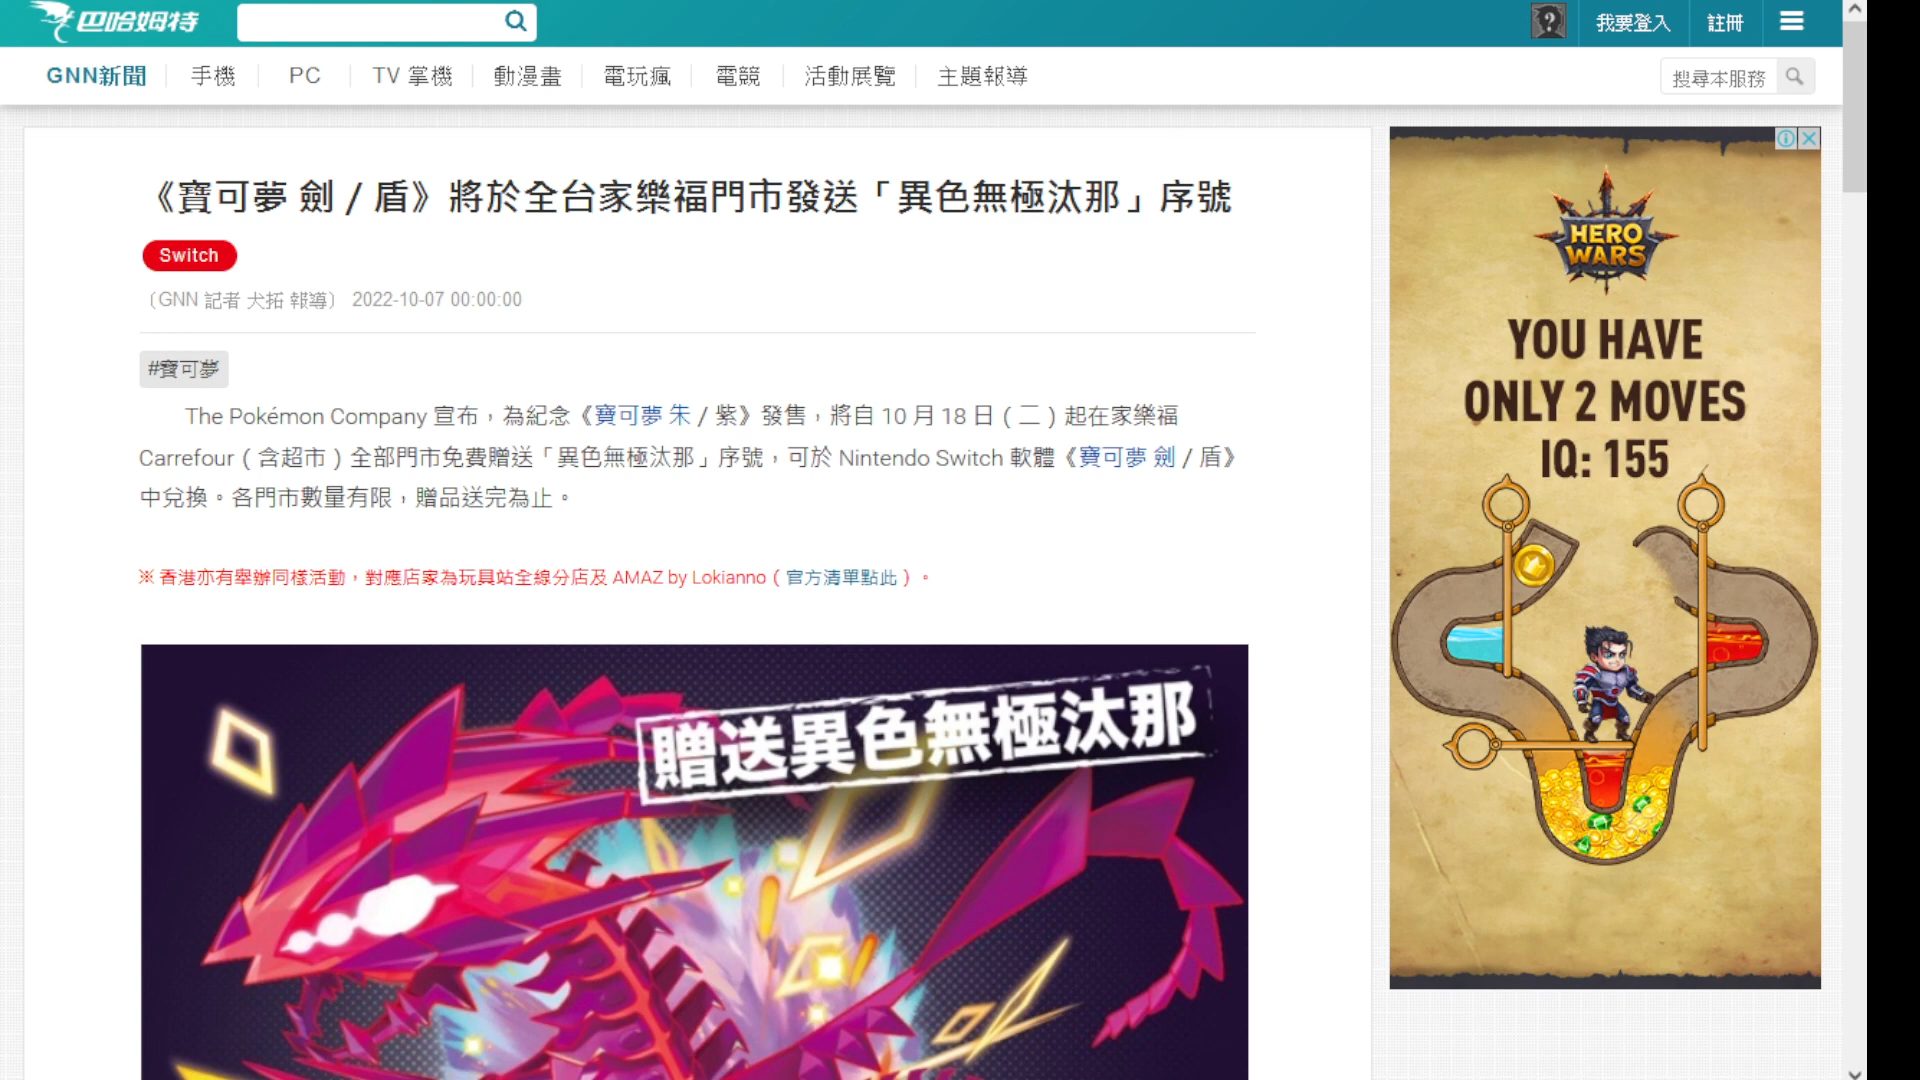 巴哈姆特
我要登入
註冊
GNN新聞
手機
PC
TV 掌機
動漫畫
電玩瘋
電競
活動展覽
主題報導
搜尋本服務
《寶可夢 劍 / 盾》將於全台家樂福門市發送「異色無極汰那」序號
Switch
〔GNN 記者 犬拓 報導〕 2022-10-07 00:00:00
#寶可夢
The Pokémon Company 宣布，為紀念《寶可夢 朱 / 紫》發售，將自 10 月 18 日（二）起在家樂福
Carrefour（含超市）全部門市免費贈送「異色無極汰那」序號，可於 Nintendo Switch 軟體《寶可夢 劍 / 盾》
中兌換。各門市數量有限，贈品送完為止。
※ 香港亦有舉辦同樣活動，對應店家為玩具站全線分店及 AMAZ by Lokianno（官方清單點此）。
贈送異色無極汰那
HERO
WARS
YOU HAVE
ONLY 2 MOVES
IQ: 155